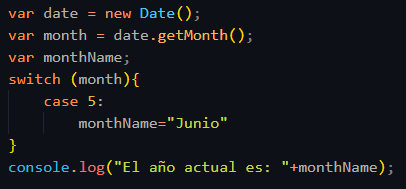 var date = new Date();
var month = date.getMonth();
var monthName;
switch (month){
    case 5:
        monthName="Junio"
}
console.log("El año actual es: "+monthName);